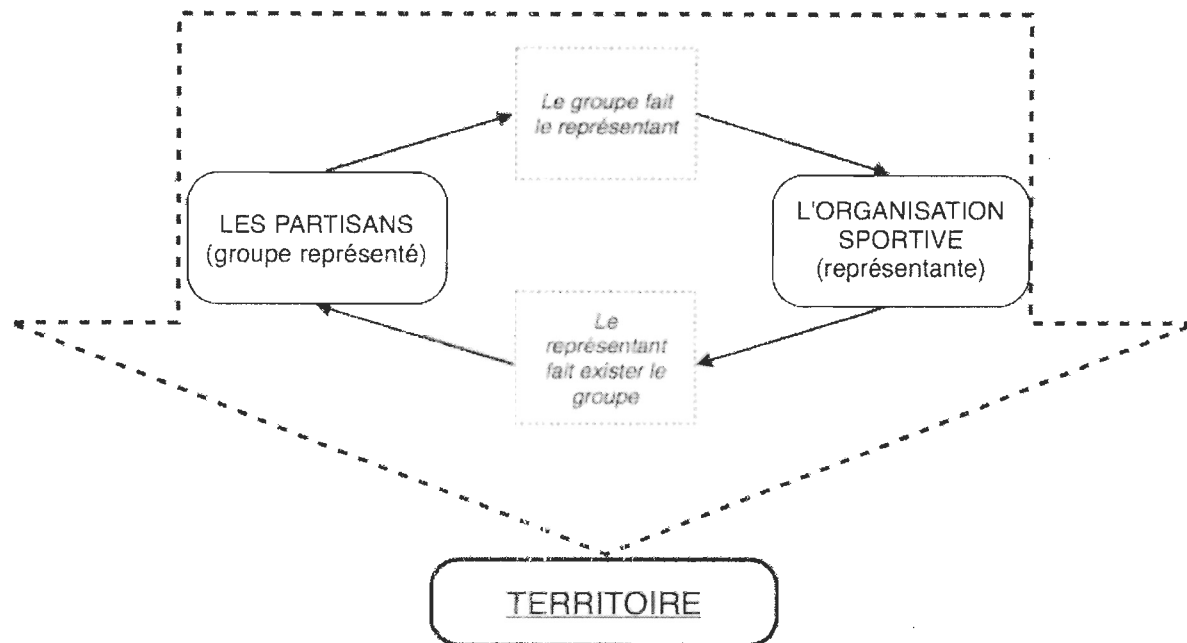 Le groupe fait
le représentant
LES PARTISANS
(groupe représenté)
L'ORGANISATION
SPORTIVE
(représentante)
Le
représentant
fait exister le
groupe
TERRITOIRE